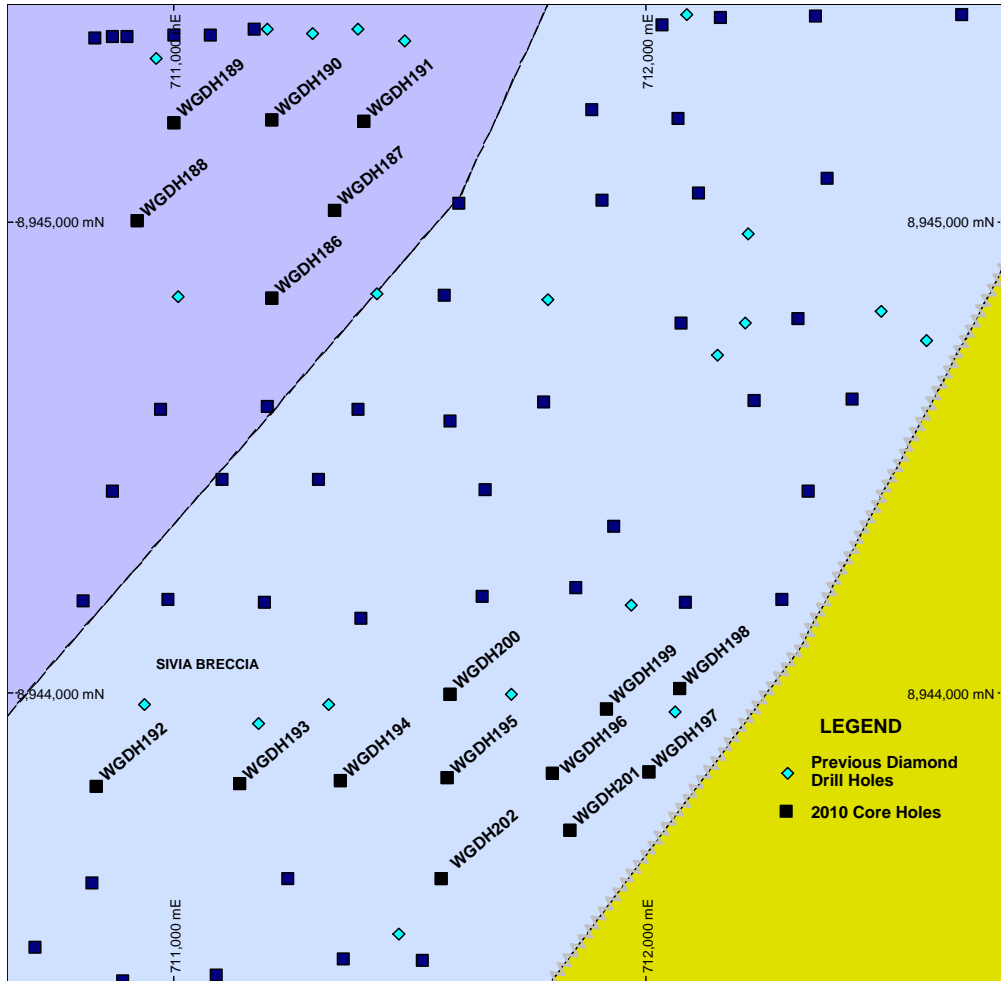 711,000 mE
712,000 mE
WGDH189
WGDH190
WGDH191
WGDH188
WGDH187
8,945,000 mN
8,945,000 mN
WGDH186
SIVIA BRECCIA
WGDH200
WGDH199
WGDH198
8,944,000 mN
8,944,000 mN
WGDH192
WGDH193
WGDH194
WGDH195
WGDH196
WGDH197
WGDH201
WGDH202
LEGEND
Previous Diamond
Drill Holes
2010 Core Holes
711,000 mE
712,000 mE